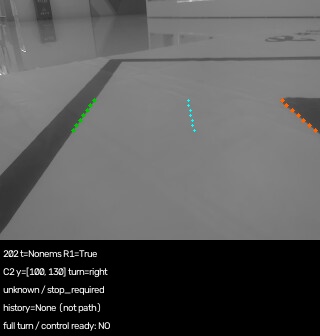 202 t=Nonems R1=True
C2 y=[100, 130] turn=right
unknown / stop_required
history=None (not path)
full turn / control ready: NO